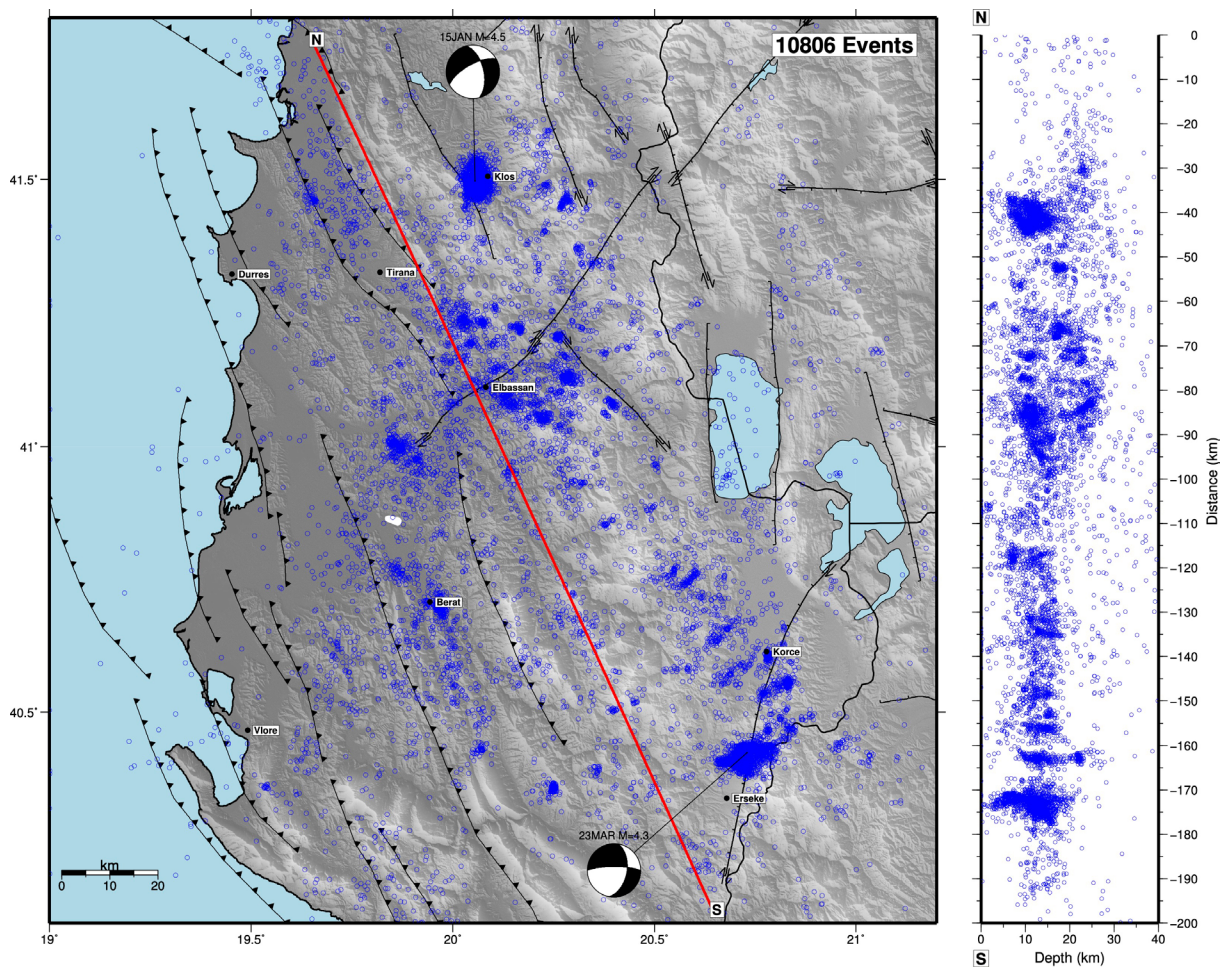 N
15JAN M=4.5
10806 Events
Klos
Durres
Tirana
Elbassan
Berat
Korce
Vlore
Erseke
23MAR M=4.3
S
km
0 10 20
41.5˚
41˚
40.5˚
19˚ 19.5˚ 20˚ 20.5˚ 21˚
N
0
−10
−20
−30
−40
−50
−60
−70
−80
−90
−100
−110
−120
−130
−140
−150
−160
−170
−180
−190
−200
Distance (km)
0 10 20 30 40
S
Depth (km)